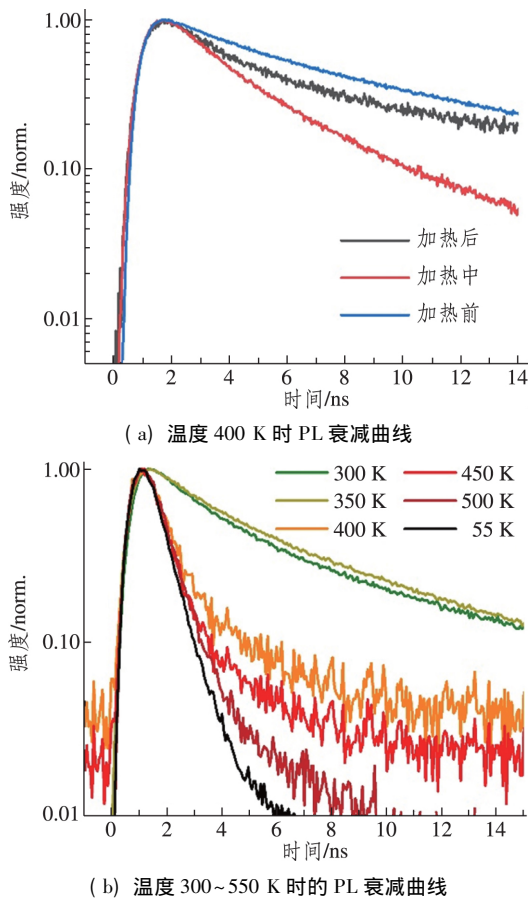 1.00
0.10
0.01
强度/norm.
加热后
加热中
加热前
0 2 4 6 8 10 12 14
时间/ns
(a) 温度 400 K 时 PL 衰减曲线
1.00
0.10
0.01
强度/norm.
300 K 450 K
350 K 500 K
400 K 55 K
0 2 4 6 8 10 12 14
时间/ns
(b) 温度 300~550 K 时的 PL 衰减曲线